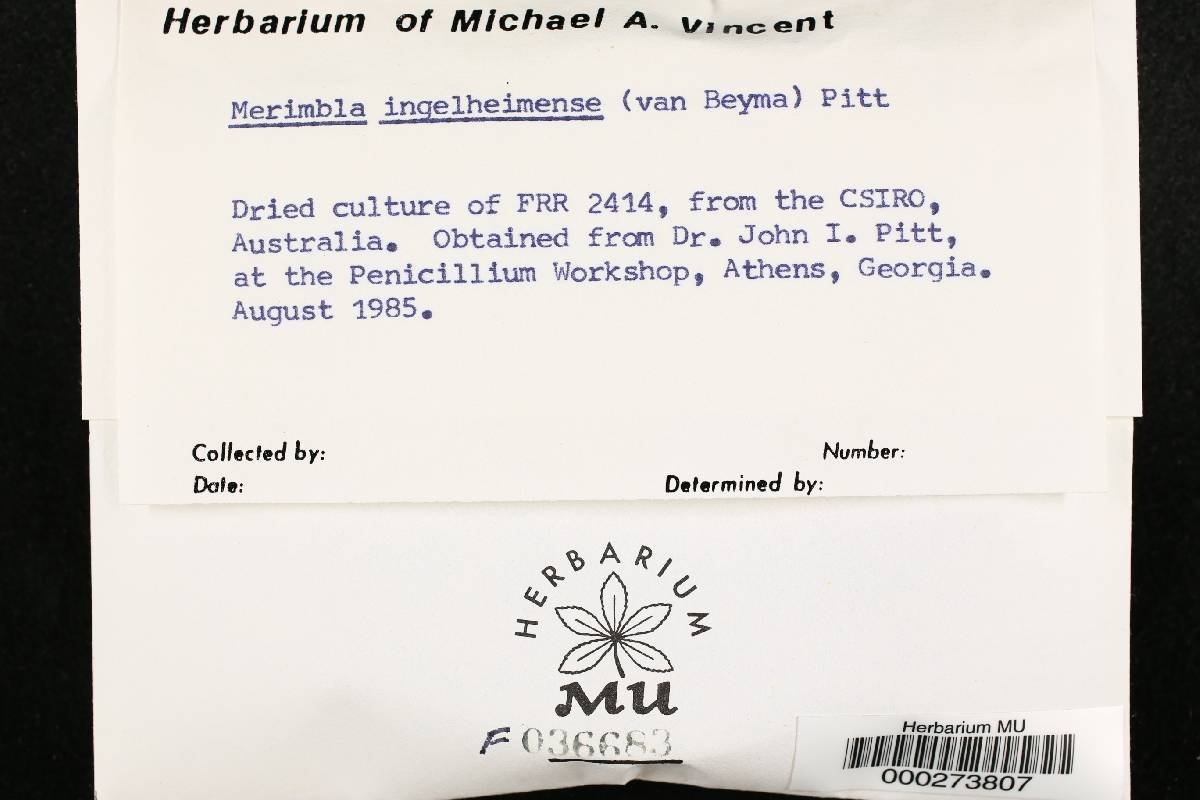 Herbarium of Michael A. Vincent
Merimbla ingelheimense (van Beyma) Pitt
Dried culture of FRR 2414, from the CSIRO,
Australia. Obtained from Dr. John I. Pitt,
at the Penicillium Workshop, Athens, Georgia.
August 1985.
Collected by: Number:
Date: Determined by:
HERBARIUM
MU
F 036683
Herbarium MU
000273807